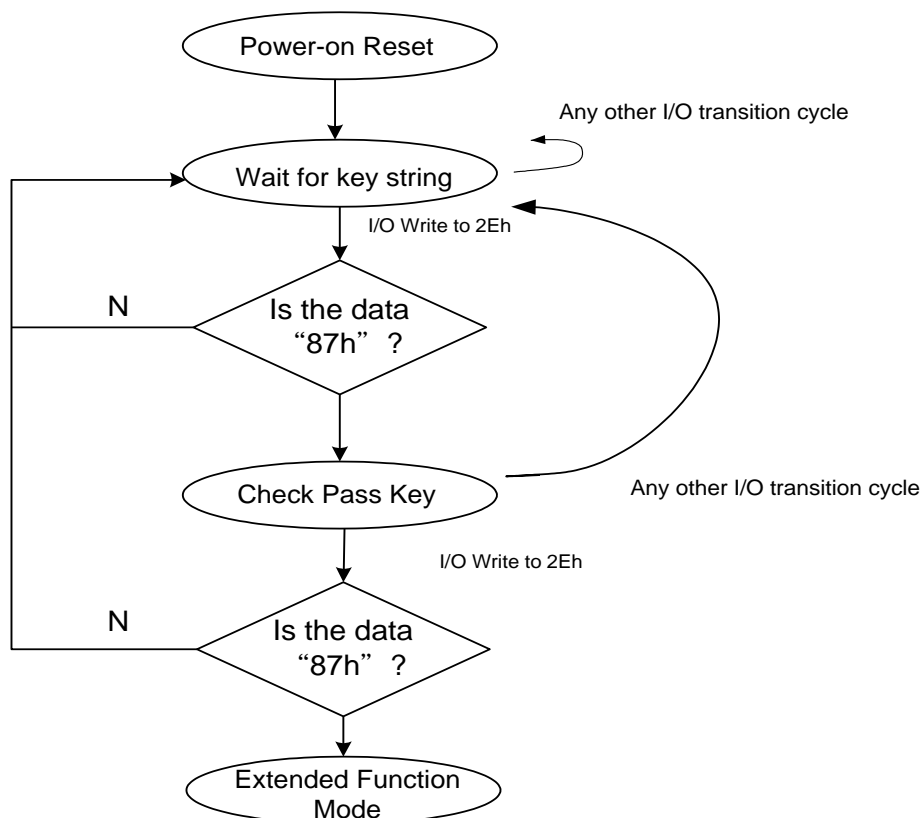 Power-on Reset
Any other I/O transition cycle
Wait for key string
I/O Write to 2Eh
N
Is the data
“87h” ?
Check Pass Key
Any other I/O transition cycle
I/O Write to 2Eh
N
Is the data
“87h” ?
Extended Function
Mode